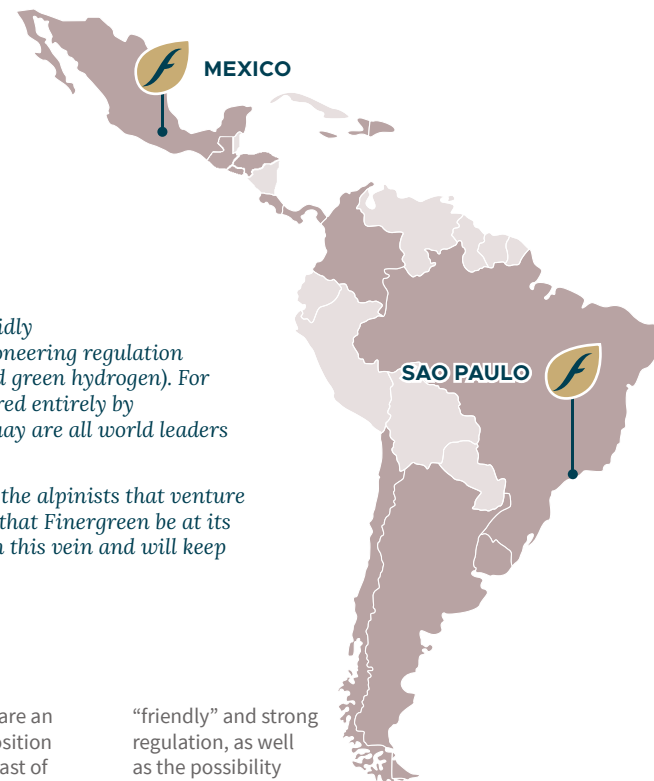 MEXICO
idly
oneering regulation
d green hydrogen). For
SAO PAULO
red entirely by
ay are all world leaders
the alpinists that venture
that Finergreen be at its
this vein and will keep
are an
osition
ast of
“friendly” and strong
regulation, as well
as the possibility